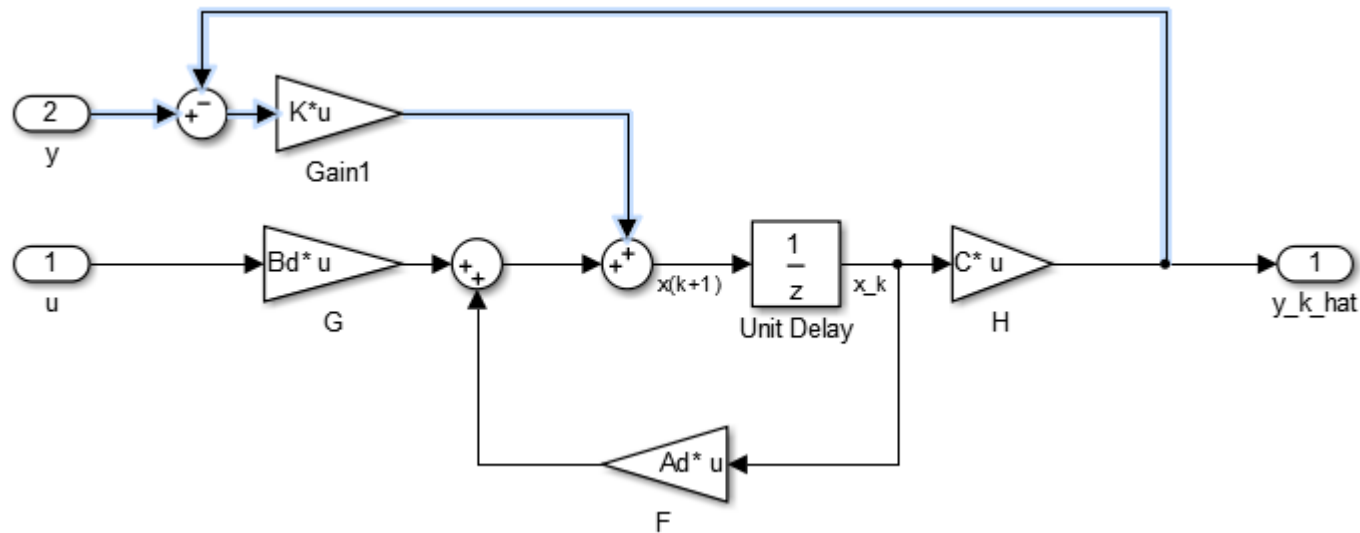 2
y
+ −
K*u
Gain1
1
u
Bd* u
G
+ +
+ +
x(k+1)
1
z
Unit Delay
x_k
C* u
H
1
y_k_hat
Ad* u
F